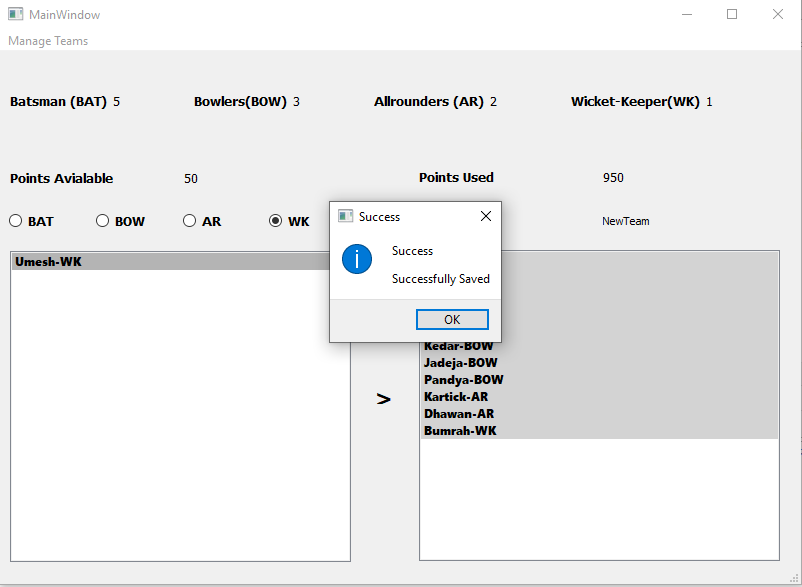 MainWindow
Manage Teams
Batsman (BAT) 5 Bowlers(BOW) 3 Allrounders (AR) 2 Wicket-Keeper(WK) 1
Points Avialable 50 Points Used 950
BAT BOW AR WK NewTeam
Success
Success
Successfully Saved
OK
Umesh-WK
>
Kedar-BOW
Jadeja-BOW
Pandya-BOW
Kartick-AR
Dhawan-AR
Bumrah-WK